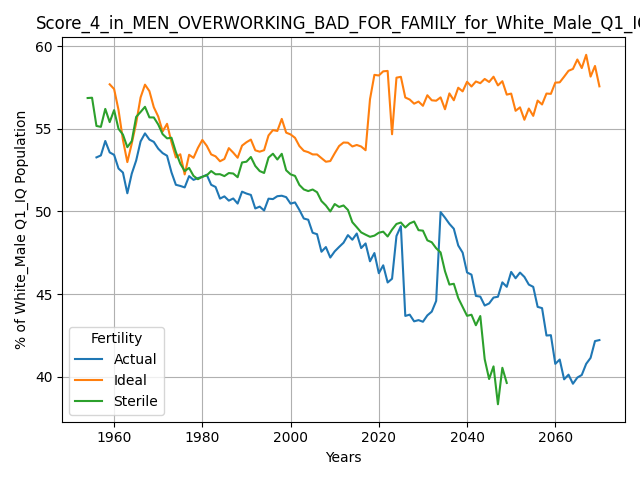 Score_4_in_MEN_OVERWORKING_BAD_FOR_FAMILY_for_White_Male_Q1_IQ
60
55
50
45
40
% of White_Male Q1_IQ Population
Fertility
Actual
Ideal
Sterile
1960 1980 2000 2020 2040 2060
Years